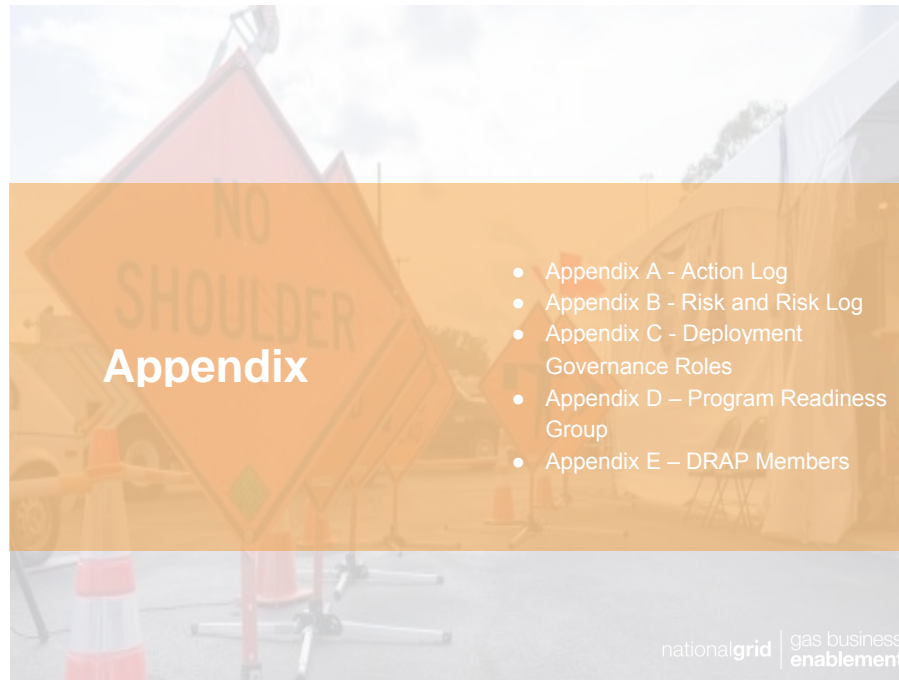 NO
SHOULDER
Appendix
● Appendix A - Action Log
● Appendix B - Risk and Risk Log
● Appendix C - Deployment
Governance Roles
● Appendix D – Program Readiness
Group
● Appendix E – DRAP Members
nationalgrid | gas business
enablement